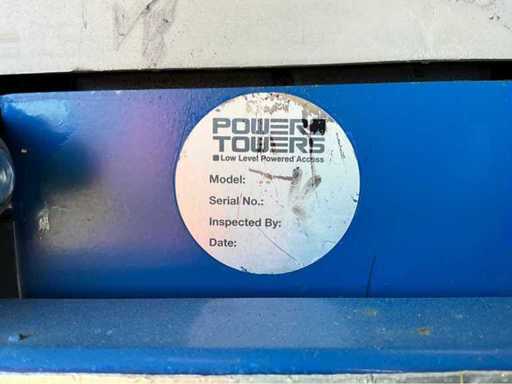 POWER
TOWERS
Low Level Powered Access
Model:
Serial No.:
Inspected By:
Date: